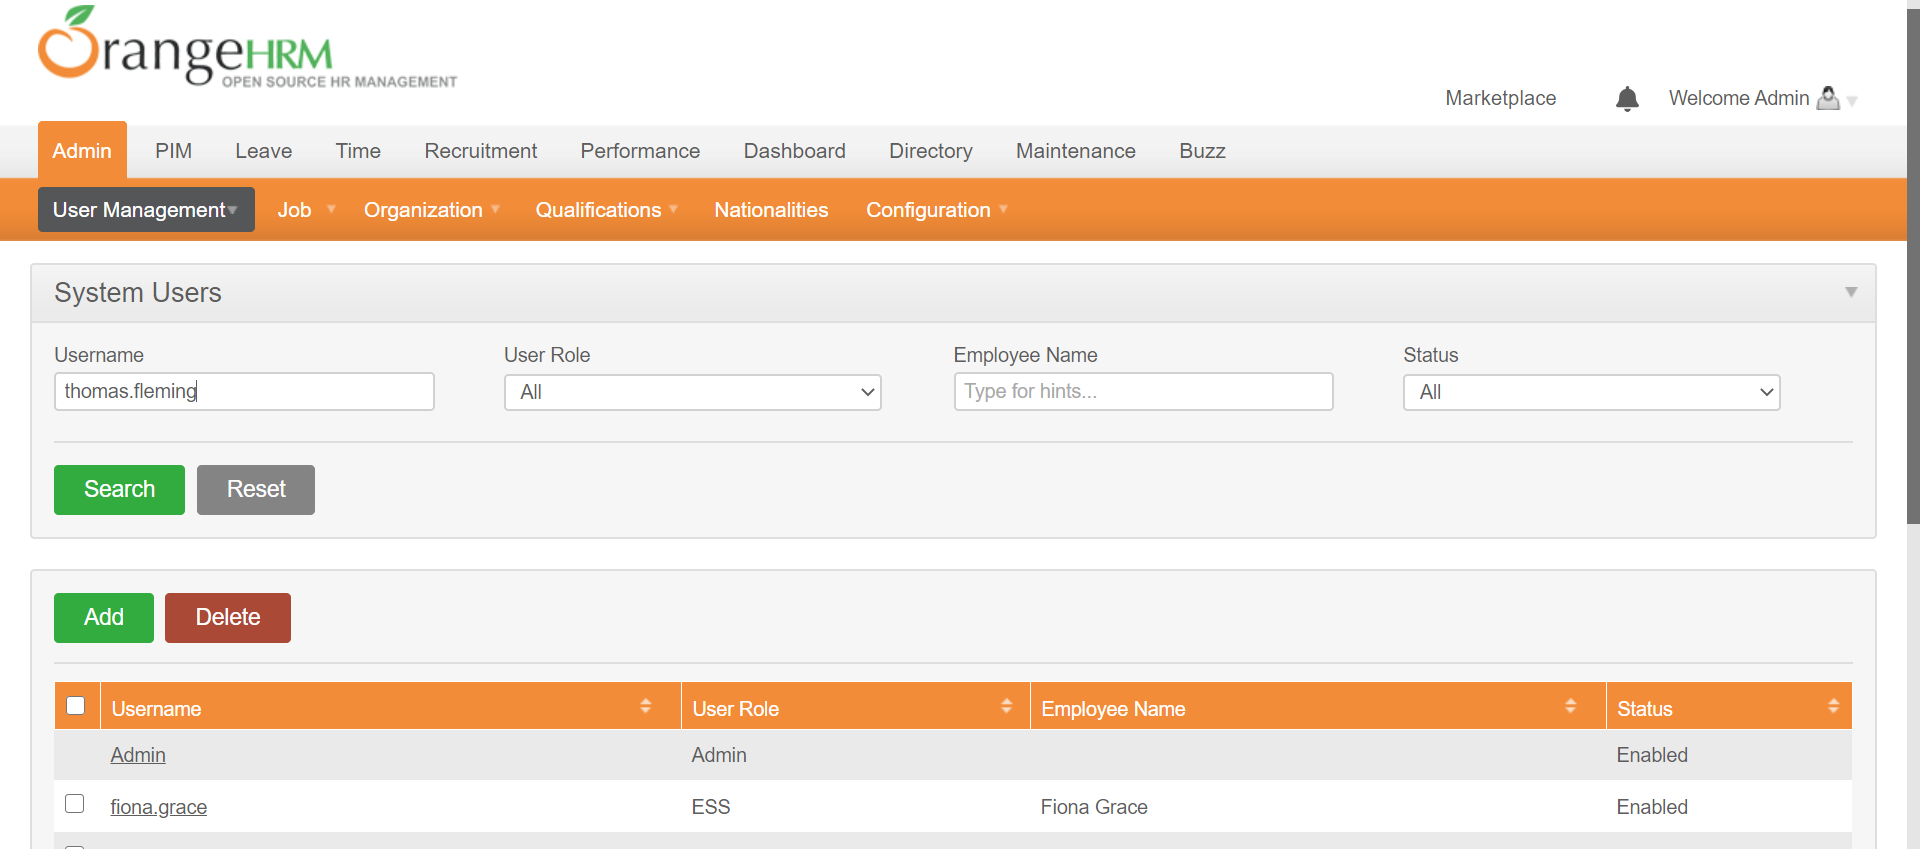 OrangeHRM
OPEN SOURCE HR MANAGEMENT
Marketplace
Welcome Admin
Admin PIM Leave Time Recruitment Performance Dashboard Directory Maintenance Buzz
User Management Job Organization Qualifications Nationalities Configuration
System Users
Username User Role Employee Name Status
thomas.fleming All Type for hints... All
Search Reset
Add Delete
Username User Role Employee Name Status
Admin Admin Enabled
fiona.grace ESS Fiona Grace Enabled